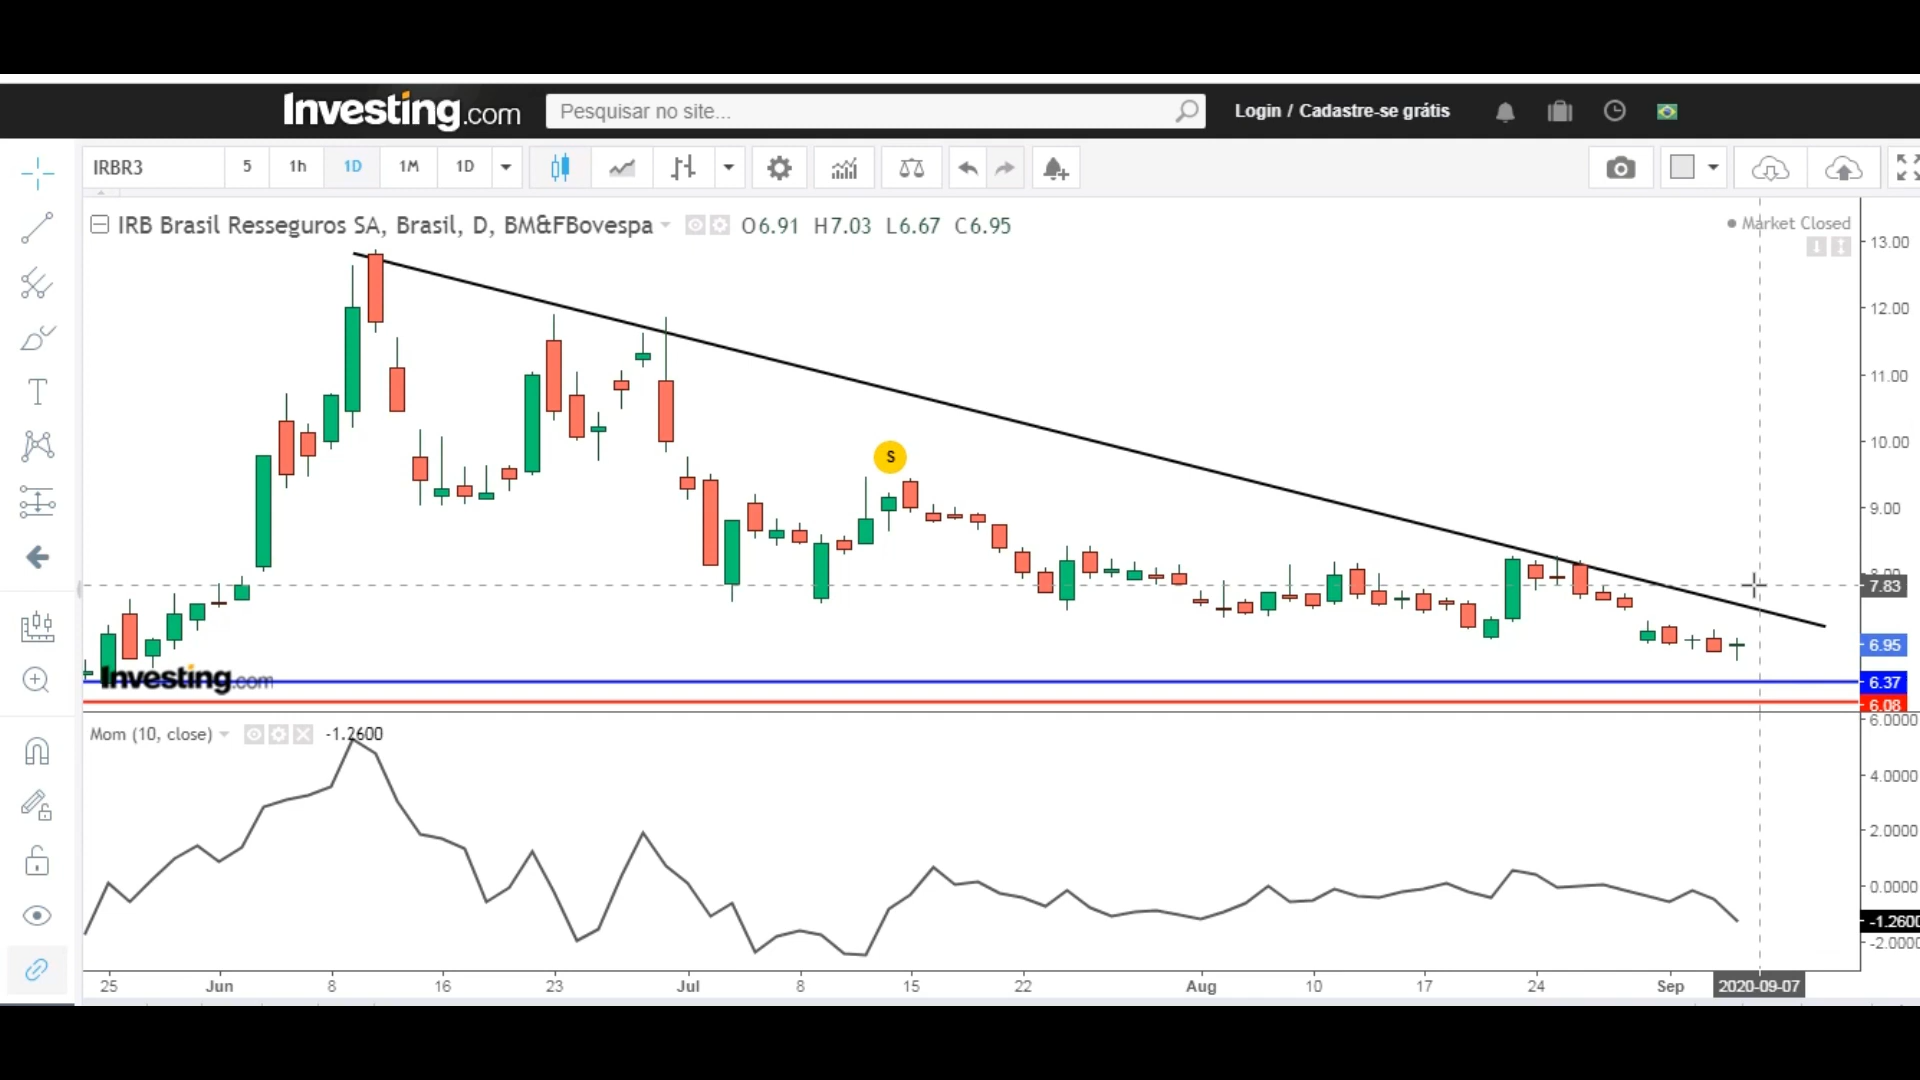 Investing.com
Pesquisar no site...
Login / Cadastre-se grátis
IRBR3 5 1h 1D 1M 1D
IRB Brasil Resseguros SA, Brasil, D, BM&FBovespa O6.91 H7.03 L6.67 C6.95
Market Closed
13.00
12.00
11.00
10.00
S
9.00
8.00
7.83
6.95
Investing.com
6.37
6.08
6.0000
Mom (10, close) -1.2600
4.0000
2.0000
0.0000
-1.2600
-2.0000
25 Jun 8 16 23 Jul 8 15 22 Aug 10 17 24 Sep 2020-09-07